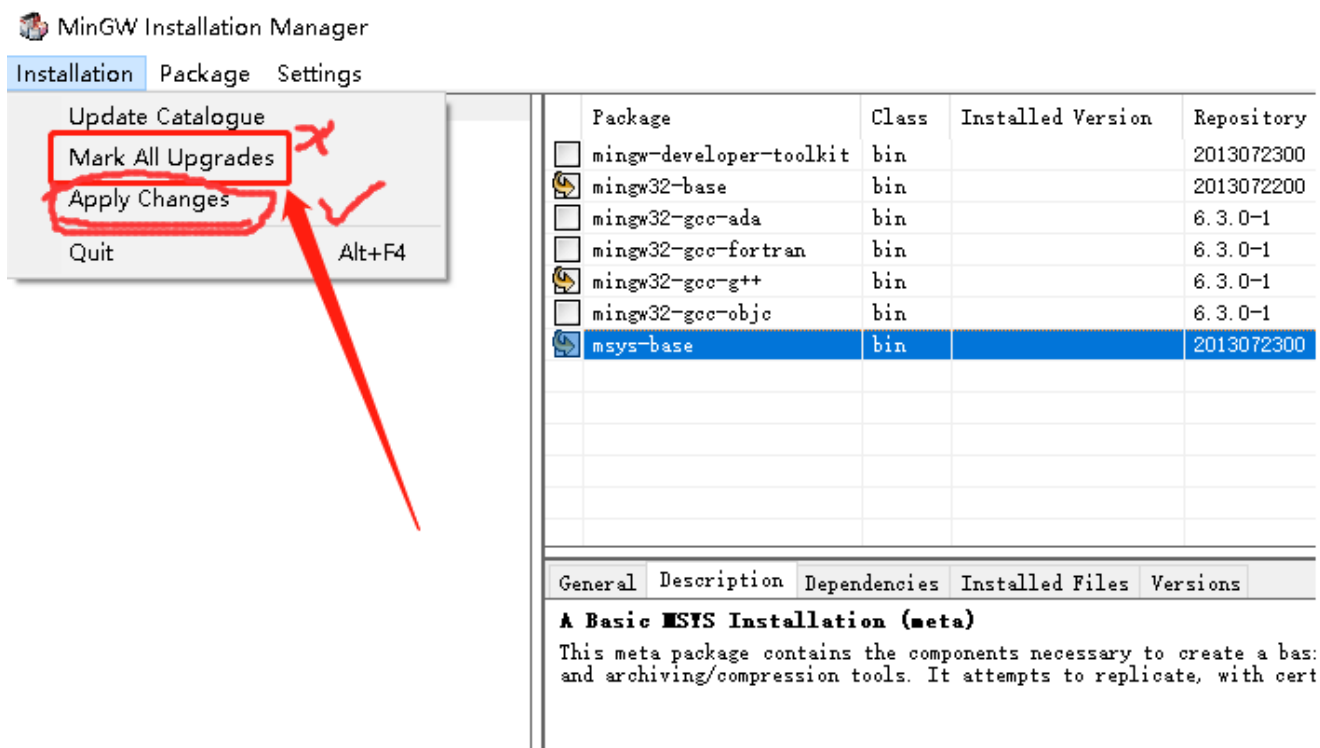 MinGW Installation Manager
Installation Package Settings
Update Catalogue
Mark All Upgrades
Apply Changes
Quit Alt+F4
Package Class Installed Version Repository
mingw-developer-toolkit bin 2013072300
mingw32-base bin 2013072200
mingw32-gcc-ada bin 6.3.0-1
mingw32-gcc-fortran bin 6.3.0-1
mingw32-gcc-g++ bin 6.3.0-1
mingw32-gcc-objc bin 6.3.0-1
msys-base bin 2013072300
General Description Dependencies Installed Files Versions
A Basic MSYS Installation (meta)
This meta package contains the components necessary to create a bas
and archiving/compression tools. It attempts to replicate, with cert